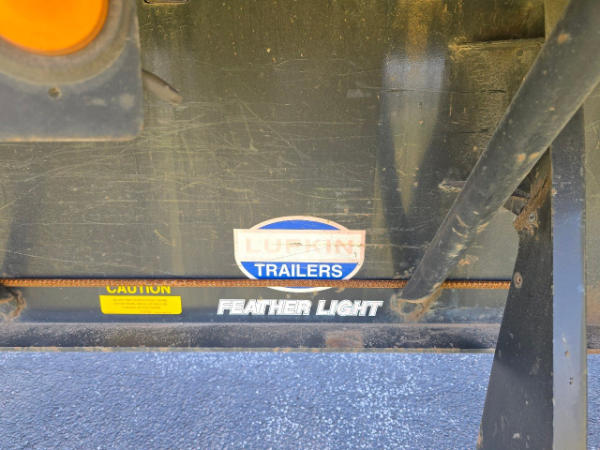 LUFKIN
TRAILERS
CAUTION
FEATHER LIGHT